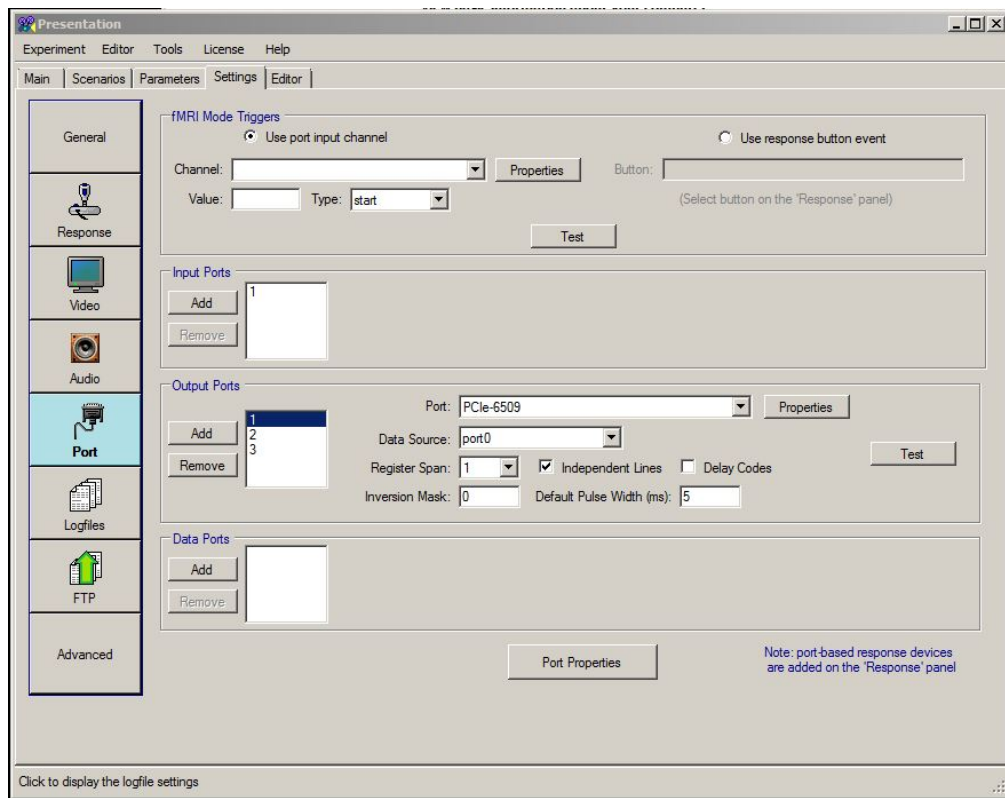 Presentation
Experiment Editor Tools License Help
Main Scenarios Parameters Settings Editor
General
Response
Video
Audio
Port
Logfiles
FTP
Advanced
fMRI Mode Triggers
Use port input channel
Use response button event
Channel:
Properties
Button:
Value:
Type: start
(Select button on the 'Response' panel)
Test
Input Ports
Add
Remove
1
Output Ports
Add
Remove
1
2
3
Port: PCIe-6509
Properties
Data Source: port0
Register Span: 1
Independent Lines
Delay Codes
Test
Inversion Mask: 0
Default Pulse Width (ms): 5
Data Ports
Add
Remove
Port Properties
Note: port-based response devices
are added on the 'Response' panel
Click to display the logfile settings